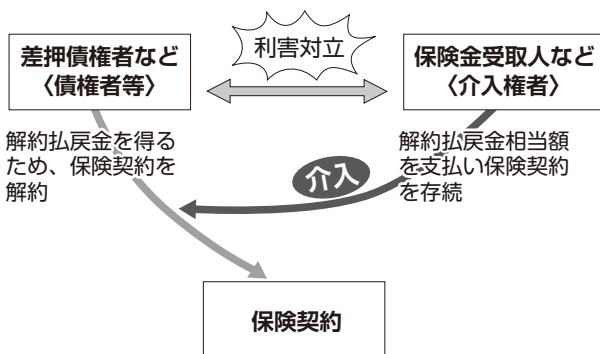 利害対立
差押債権者など
〈債権者等〉
保険金受取人など
〈介入権者〉
解約払戻金を得る
ため、保険契約を
解約
解約払戻金相当額
を支払い保険契約
を存続
介入
保険契約